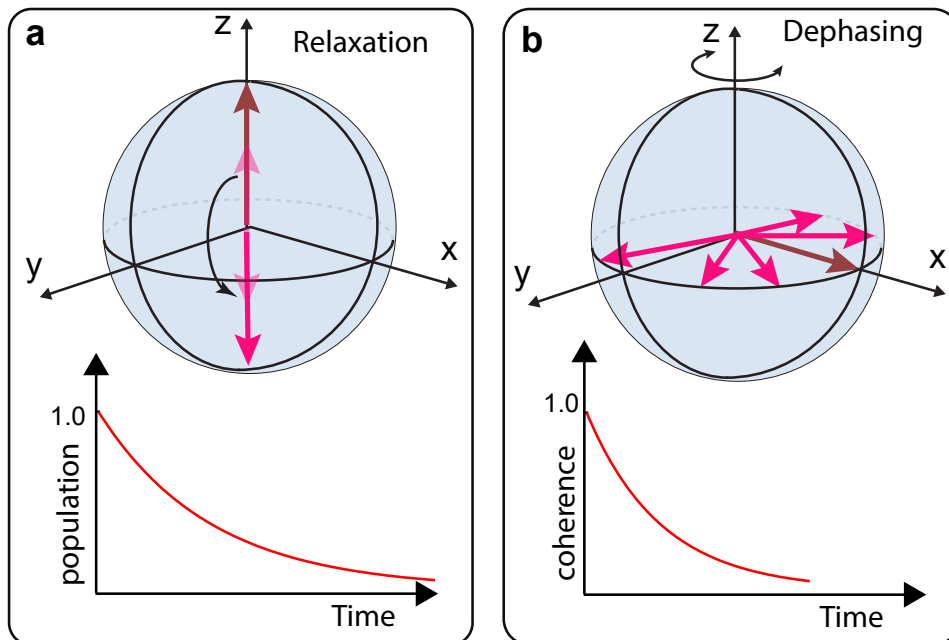 a
z
Relaxation
y
x
1.0
population
Time
b
z
Dephasing
y
x
1.0
coherence
Time